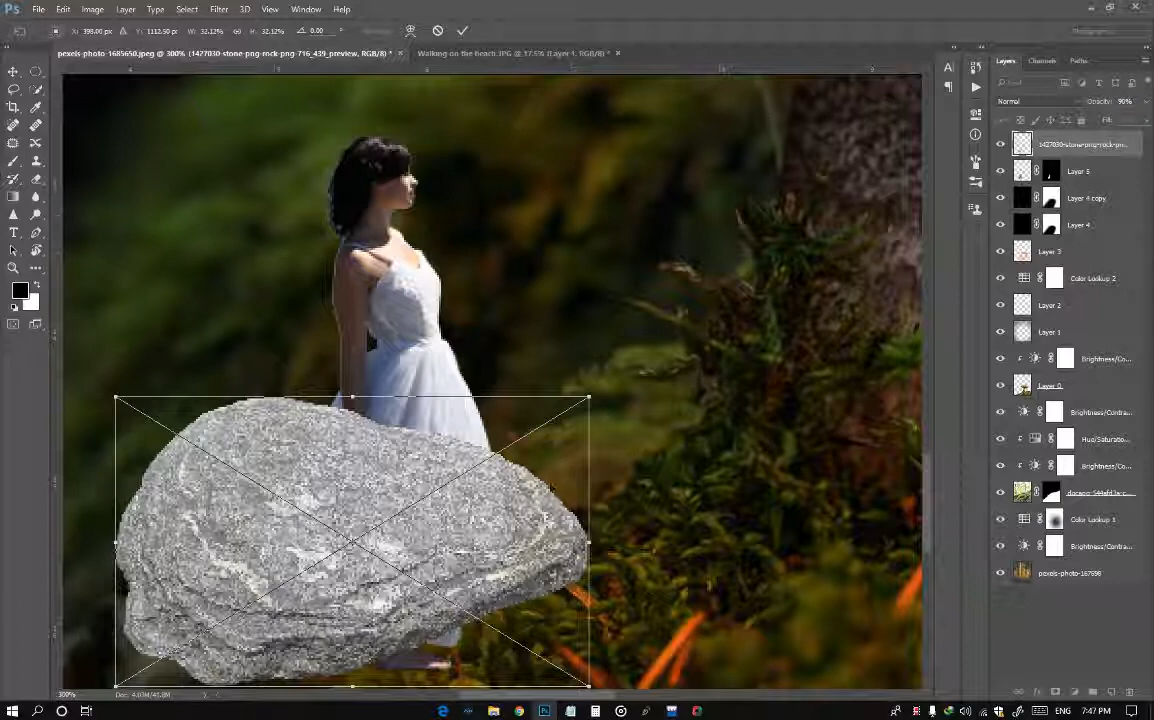 Ps File Edit Image Layer Type Select Filter 3D View Window Help
X: 398.00 px Y: 1112.50 px W: 32.12% H: 32.12% 0.00
pexels-photo-1685650.jpeg @ 300% (1427030-stone-png-rock-png-716_439_preview, RGB/8) * × Walking on the beach.JPG @ 17.5% (Layer 1, RGB/8) * ×
Layers Channels Paths
Normal Opacity: 90%
Fill:
1427030-stone-png-rock-pn...
Layer 5
Layer 4 copy
Layer 4
Layer 3
Color Lookup 2
Layer 2
Layer 1
Brightness/Co...
Layer 0
Brightness/Contra...
Hue/Saturatio...
Brightness/Co...
Color Lookup 1
Brightness/Contra...
pexels-photo-167698
300% Doc: 4.03M/41.8M
ENG 7:47 PM